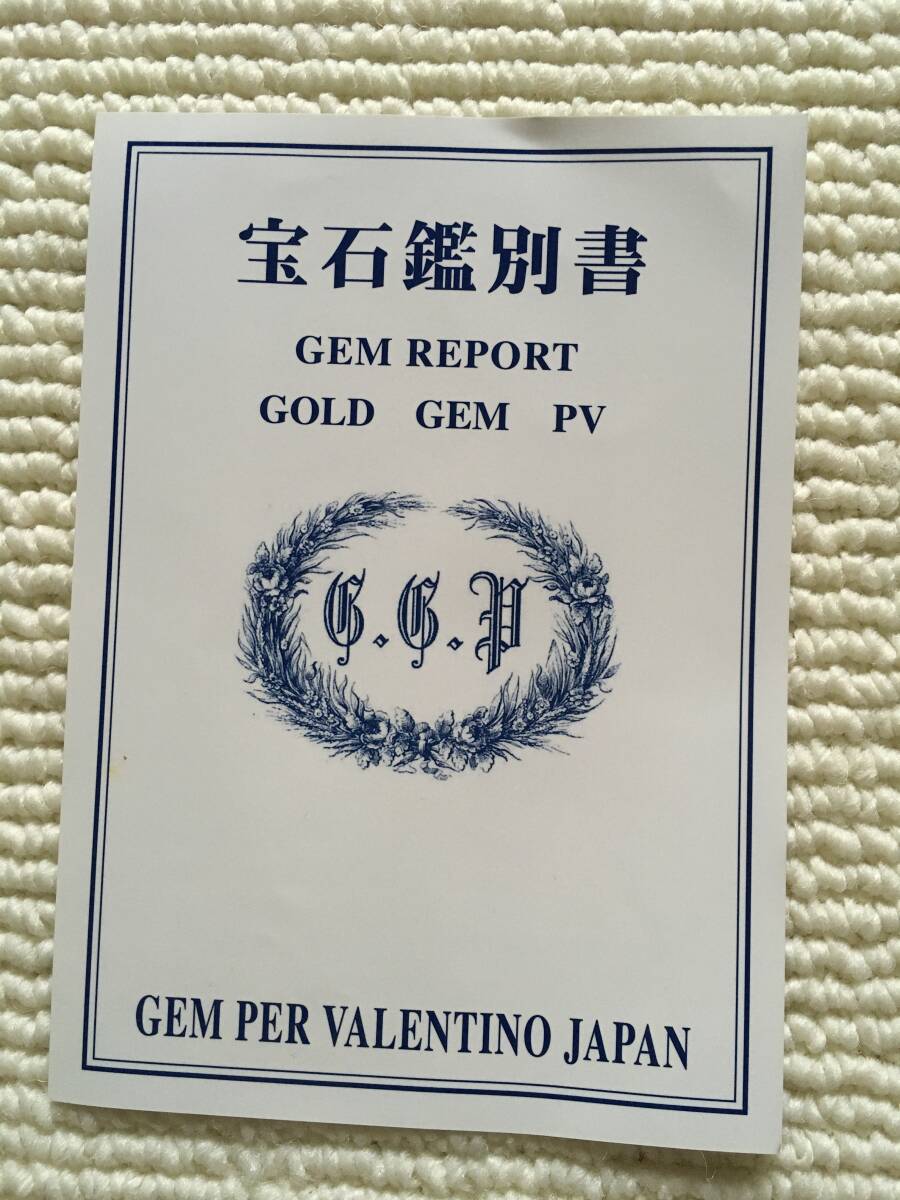 宝石鑑別書
GEM REPORT
GOLD GEM PV
G.G.P
GEM PER VALENTINO JAPAN